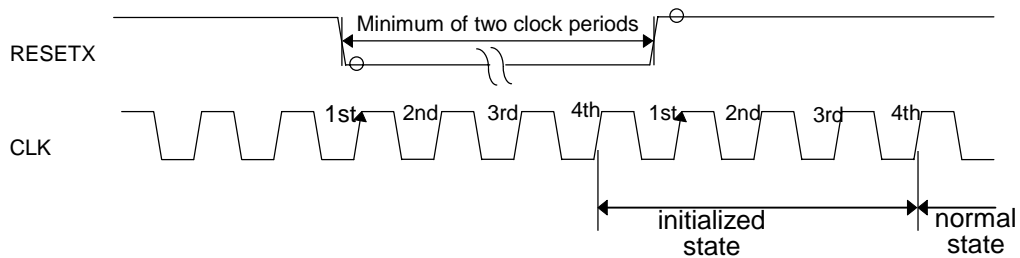 Minimum of two clock periods
RESETX
1st 2nd 3rd 4th 1st 2nd 3rd 4th
CLK
initialized state
normal state